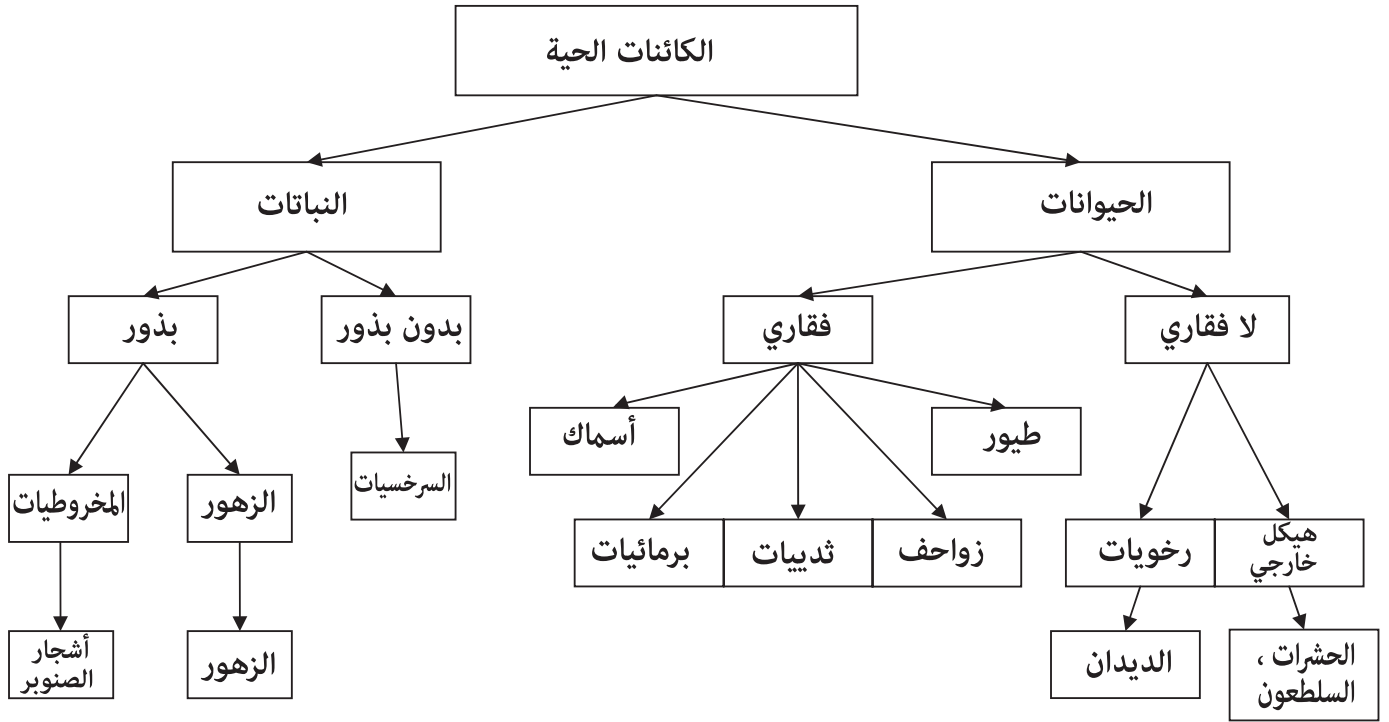 الكائنات الحية
الحيوانات
النباتات
لا فقاري
فقاري
بدون بذور
بذور
طيور
أسماك
السرخسيات
الزهور
المخروطيات
هيكل
خارجي
رخويات
زواحف
ثدييات
برمائيات
الحشرات ،
السلطعون
الديدان
الزهور
أشجار
الصنوبر